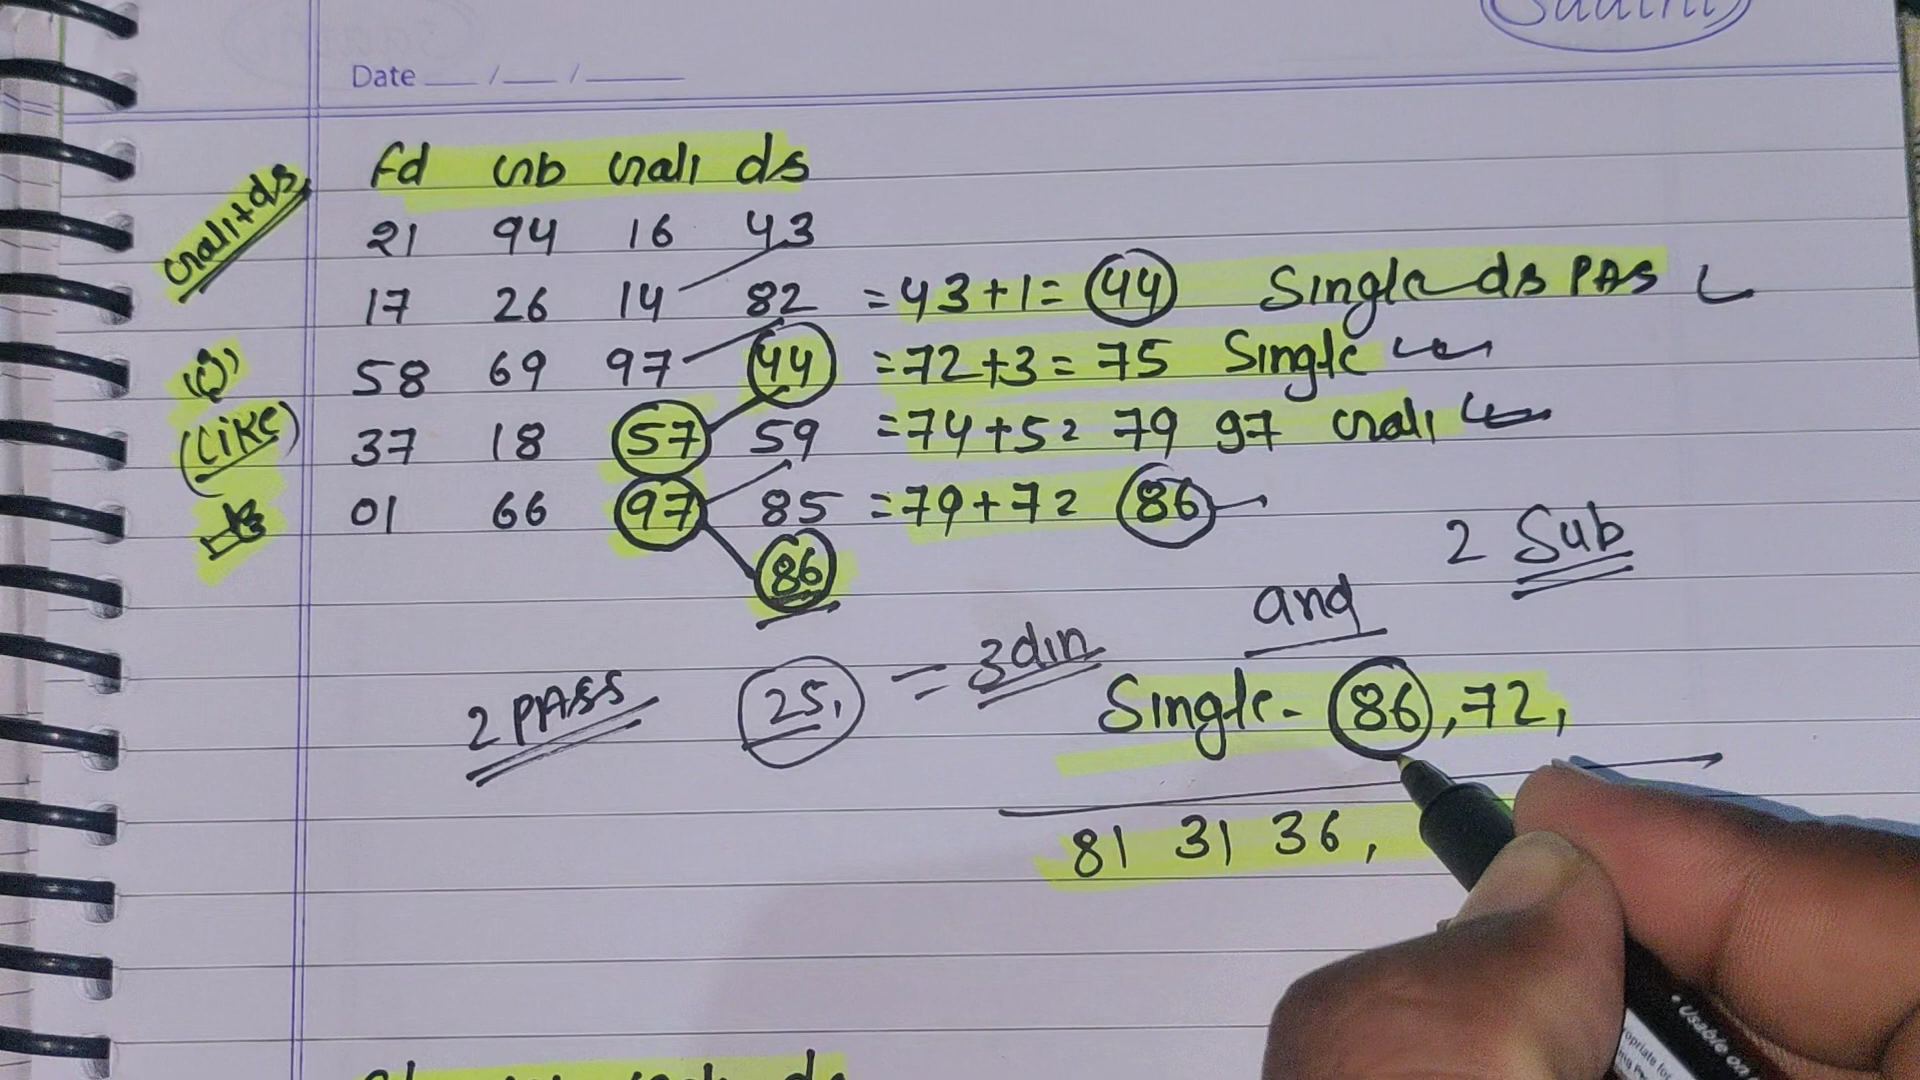 Saathi
Date __/__/____
Fd GB Gali ds
Gali+ds
21 94 16 43
17 26 14 82 =43+1= 44 Single ds PAS
58 69 97 44 =72+3= 75 Single
(Like)
37 18 57 59 =74+5= 79 97 Gali
01 66 97 85 =79+7= 86
86
2 Sub
and
2 PASS 25, = 3din
Single- 86, 72,
81 31 36,
Usable on